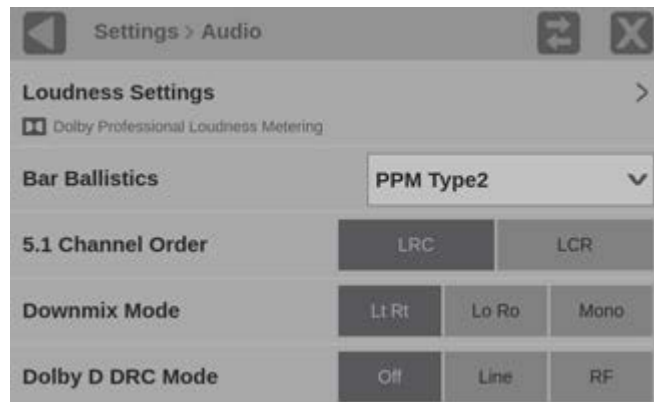 Settings > Audio
Loudness Settings >
Dolby Professional Loudness Metering
Bar Ballistics PPM Type2
5.1 Channel Order LRC LCR
Downmix Mode Lt Rt Lo Ro Mono
Dolby D DRC Mode Off Line RF